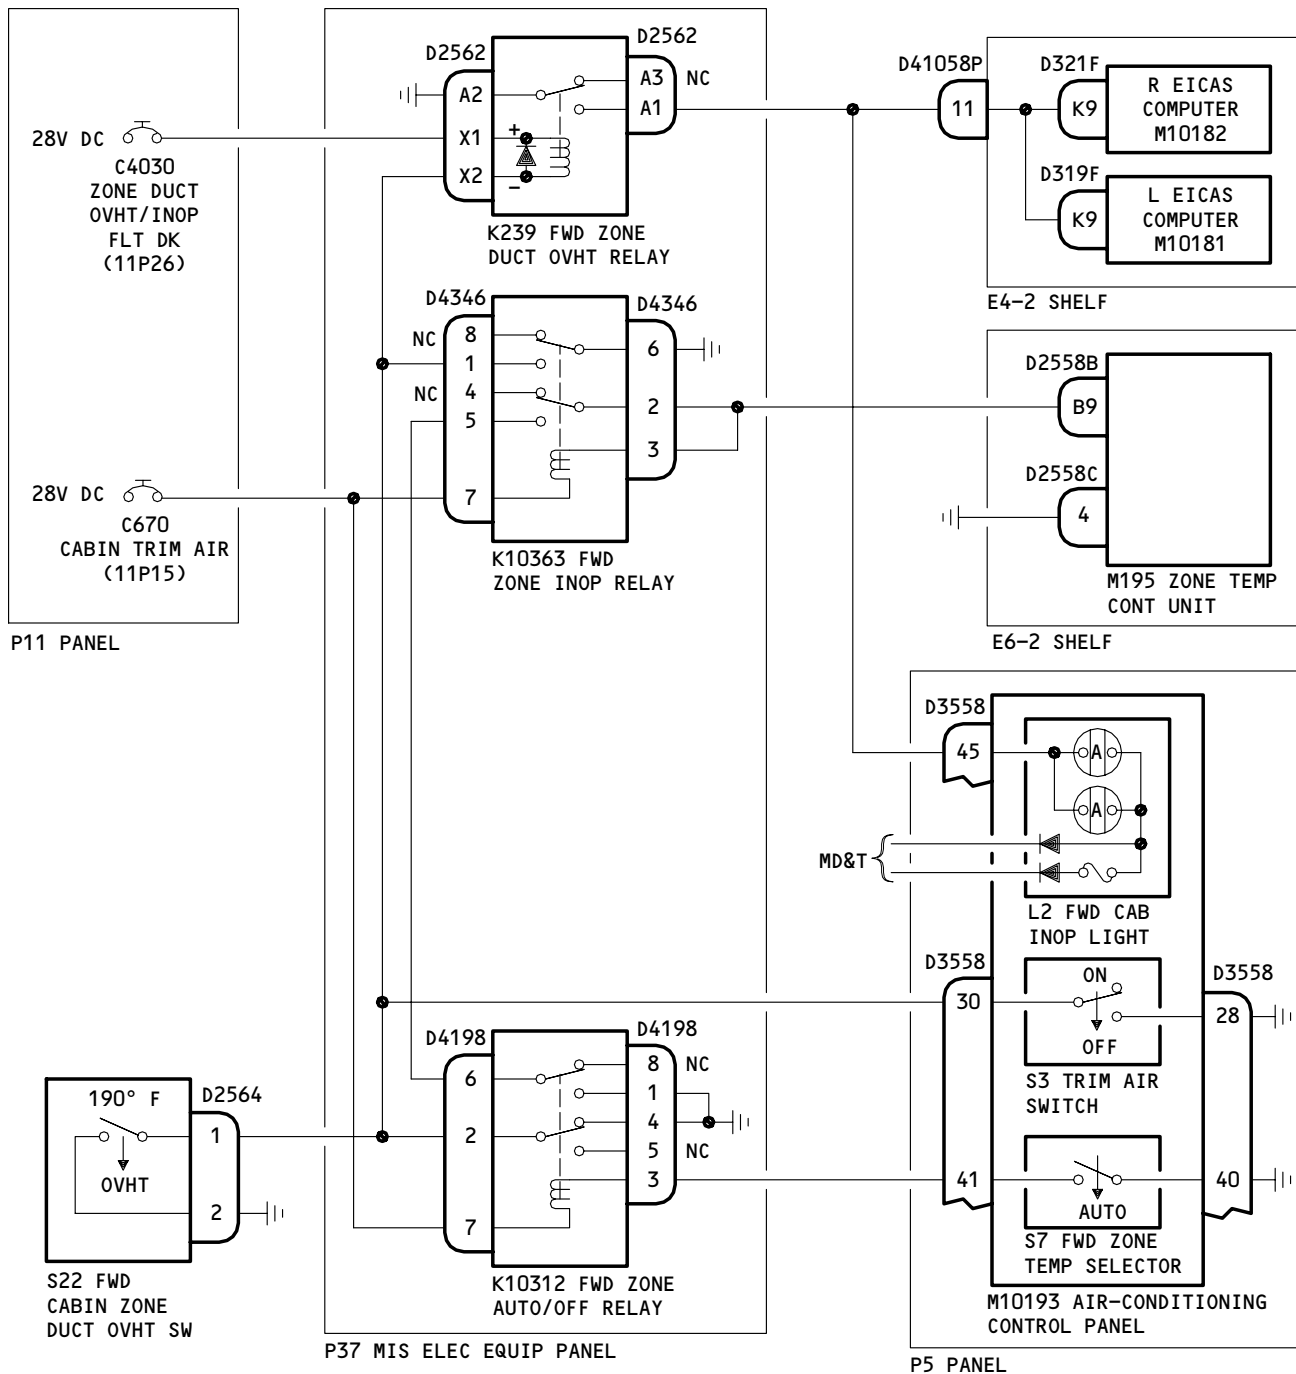 28V DC
C4030
ZONE DUCT
OVHT/INOP
FLT DK
(11P26)
28V DC
C670
CABIN TRIM AIR
(11P15)
P11 PANEL
D2562
A2
X1
X2
+
-
D2562
A3
NC
A1
K239 FWD ZONE
DUCT OVHT RELAY
D4346
NC
8
1
NC
4
5
7
D4346
6
2
3
K10363 FWD
ZONE INOP RELAY
D4198
6
2
7
D4198
8
NC
1
4
5
NC
3
K10312 FWD ZONE
AUTO/OFF RELAY
P37 MIS ELEC EQUIP PANEL
190° F
OVHT
D2564
1
2
S22 FWD
CABIN ZONE
DUCT OVHT SW
D41058P
11
D321F
K9
R EICAS
COMPUTER
M10182
D319F
K9
L EICAS
COMPUTER
M10181
E4-2 SHELF
D2558B
B9
D2558C
4
M195 ZONE TEMP
CONT UNIT
E6-2 SHELF
D3558
45
A
A
MD&T
L2 FWD CAB
INOP LIGHT
D3558
30
41
ON
OFF
S3 TRIM AIR
SWITCH
AUTO
S7 FWD ZONE
TEMP SELECTOR
D3558
28
40
M10193 AIR-CONDITIONING
CONTROL PANEL
P5 PANEL